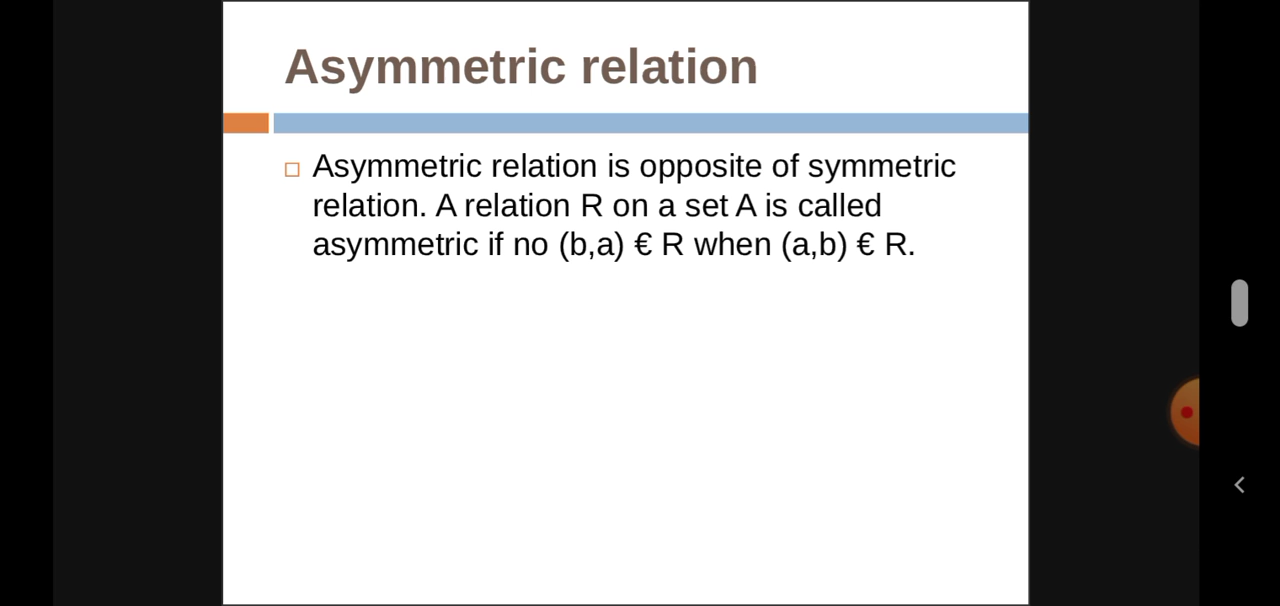 Asymmetric relation
Asymmetric relation is opposite of symmetric
relation. A relation R on a set A is called
asymmetric if no (b,a) € R when (a,b) € R.